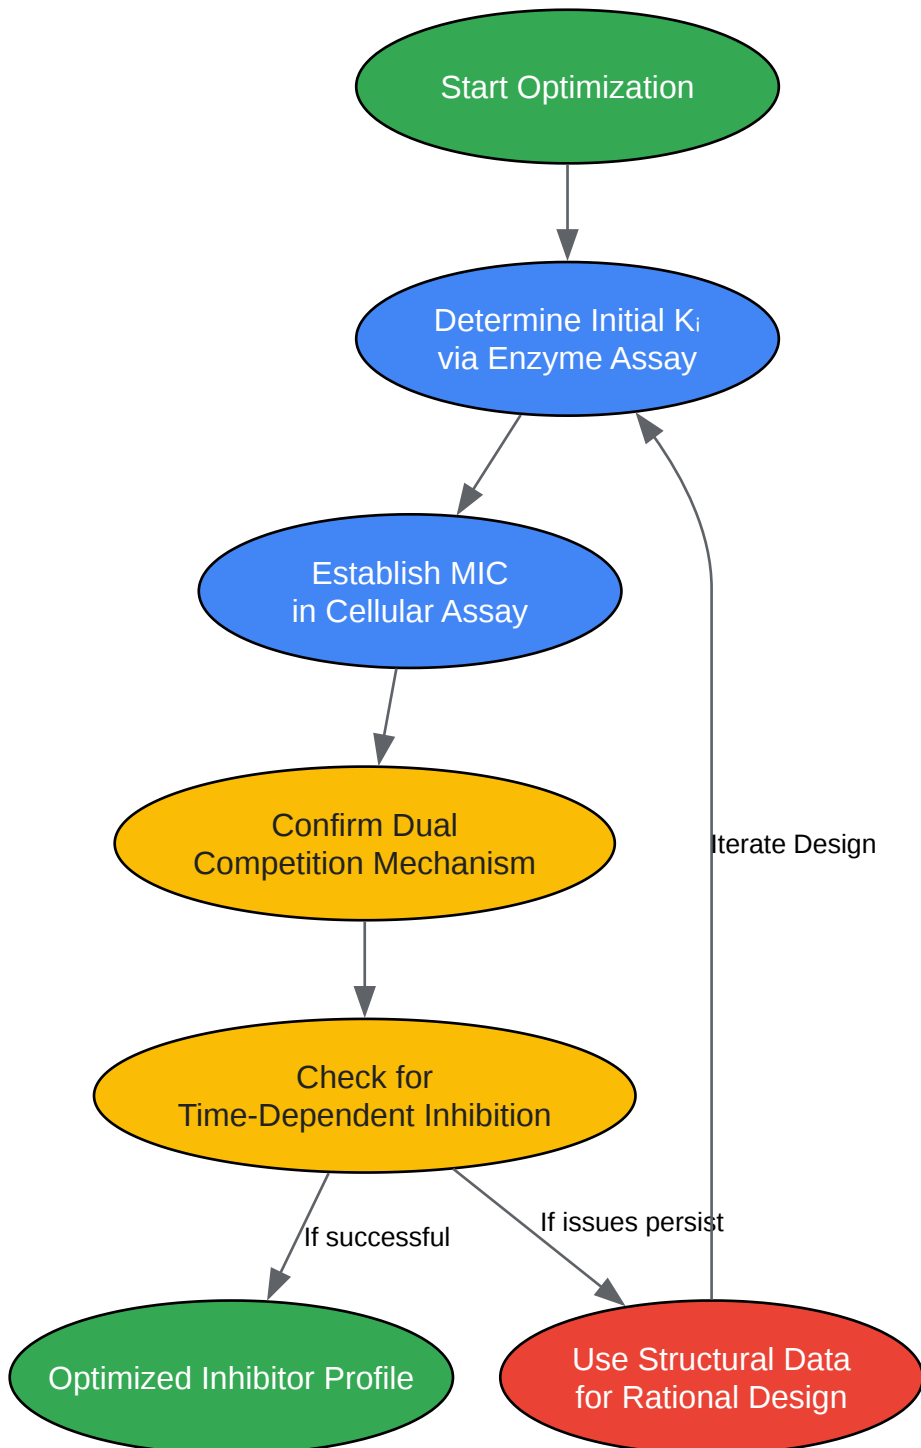 Start Optimization
Determine Initial Kᵢ
via Enzyme Assay
Establish MIC
in Cellular Assay
Confirm Dual
Competition Mechanism
Iterate Design
Check for
Time-Dependent Inhibition
If issues persist
If successful
Optimized Inhibitor Profile
Use Structural Data
for Rational Design